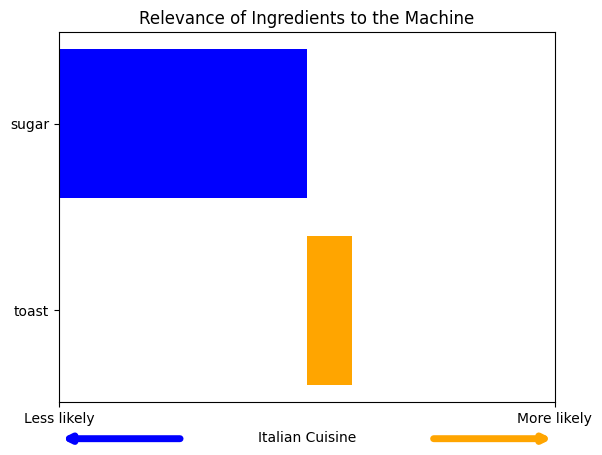 Relevance of Ingredients to the Machine
sugar
toast
Less likely
More likely
Italian Cuisine